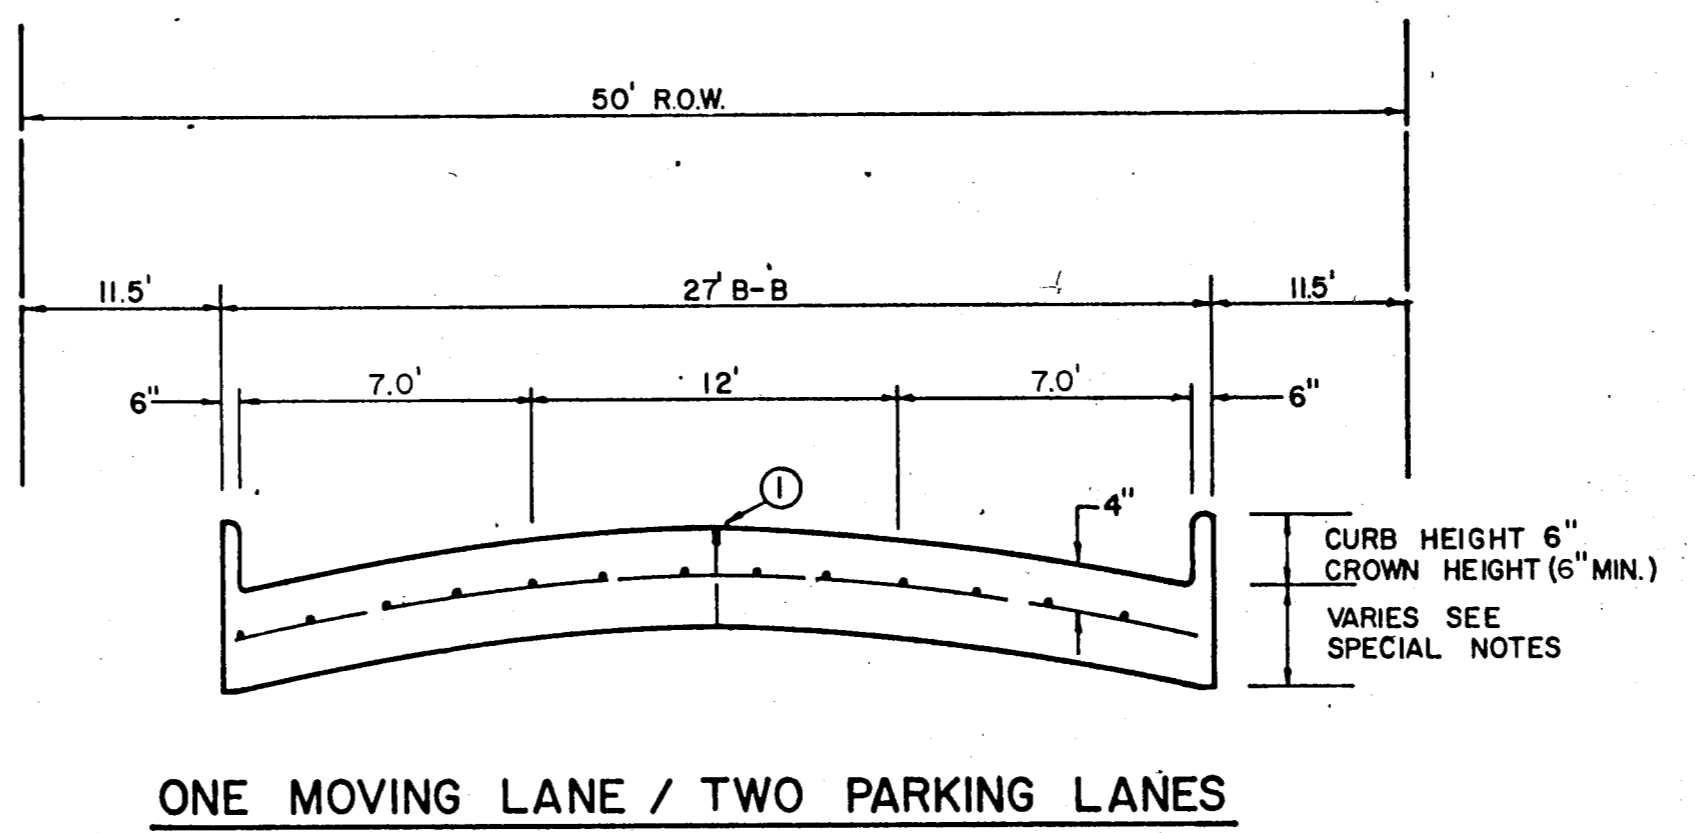 50' R.O.W.
11.5'
27' B-B
11.5'
6"
7.0'
12'
7.0'
6"
1
4"
CURB HEIGHT 6"
CROWN HEIGHT (6" MIN.)
VARIES SEE
SPECIAL NOTES
ONE MOVING LANE / TWO PARKING LANES